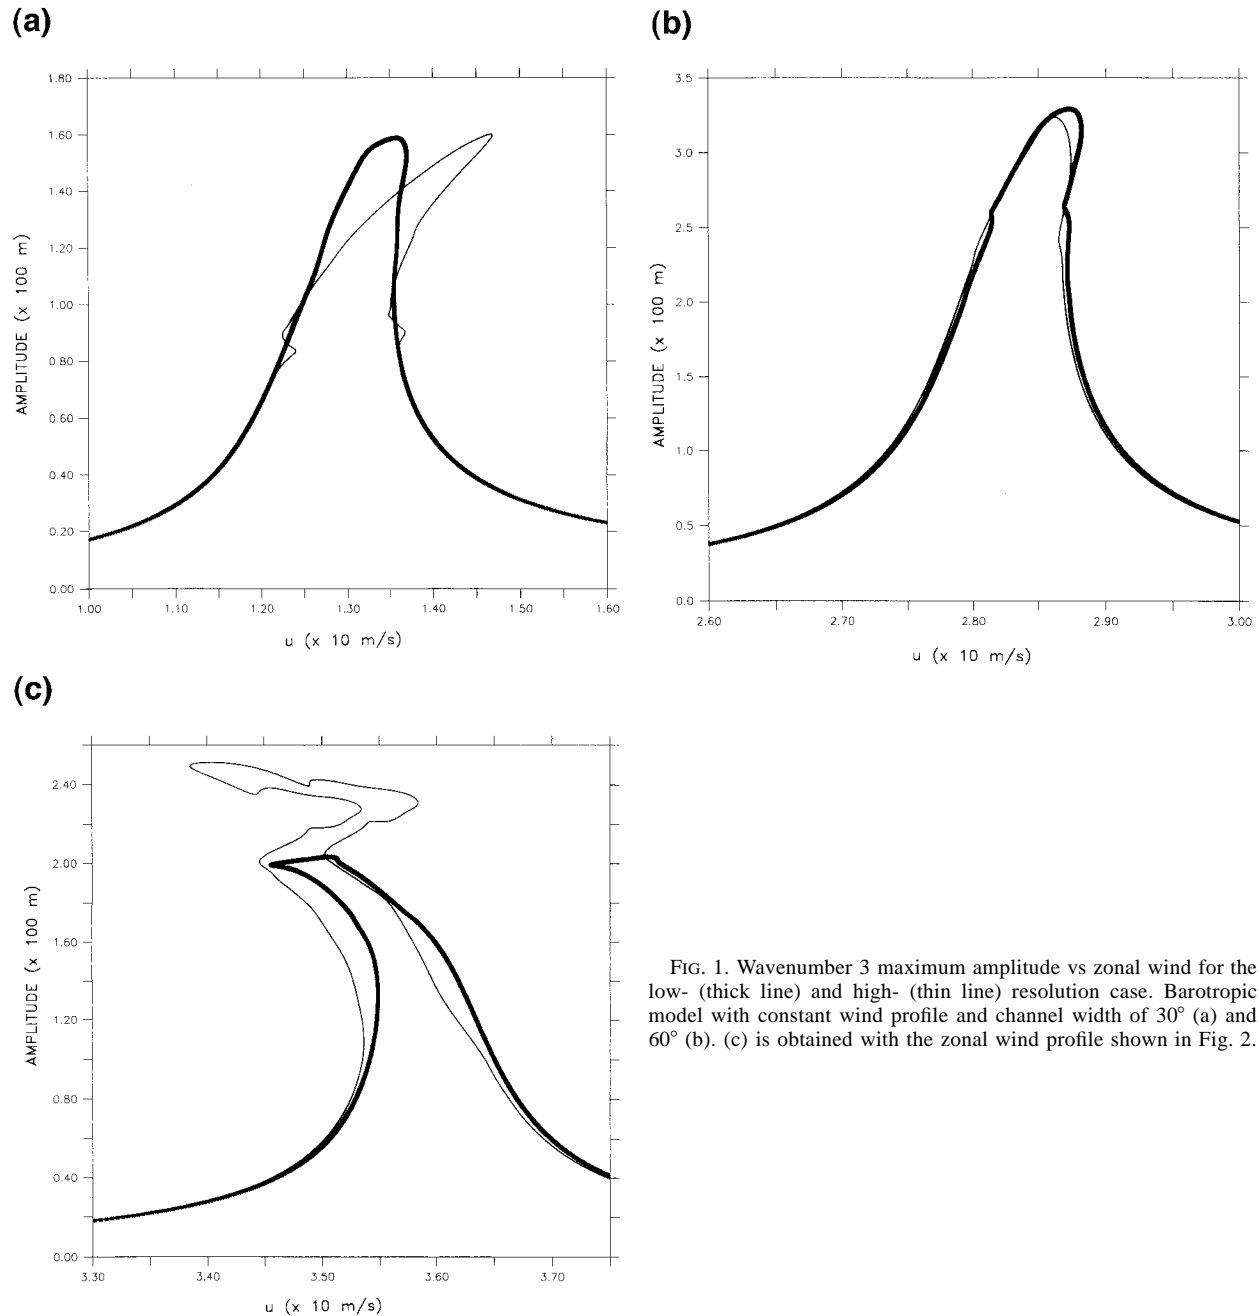 (a)
1.80
1.60
1.40
1.20
1.00
0.80
0.60
0.40
0.20
0.00
AMPLITUDE (x 100 m)
1.00 1.10 1.20 1.30 1.40 1.50 1.60
u (x 10 m/s)
(b)
3.5
3.0
2.5
2.0
1.5
1.0
0.5
0.0
AMPLITUDE (x 100 m)
2.60 2.70 2.80 2.90 3.00
u (x 10 m/s)
(c)
2.40
2.00
1.60
1.20
0.80
0.40
0.00
AMPLITUDE (x 100 m)
3.30 3.40 3.50 3.60 3.70
u (x 10 m/s)
FIG. 1. Wavenumber 3 maximum amplitude vs zonal wind for the
low- (thick line) and high- (thin line) resolution case. Barotropic
model with constant wind profile and channel width of 30° (a) and
60° (b). (c) is obtained with the zonal wind profile shown in Fig. 2.